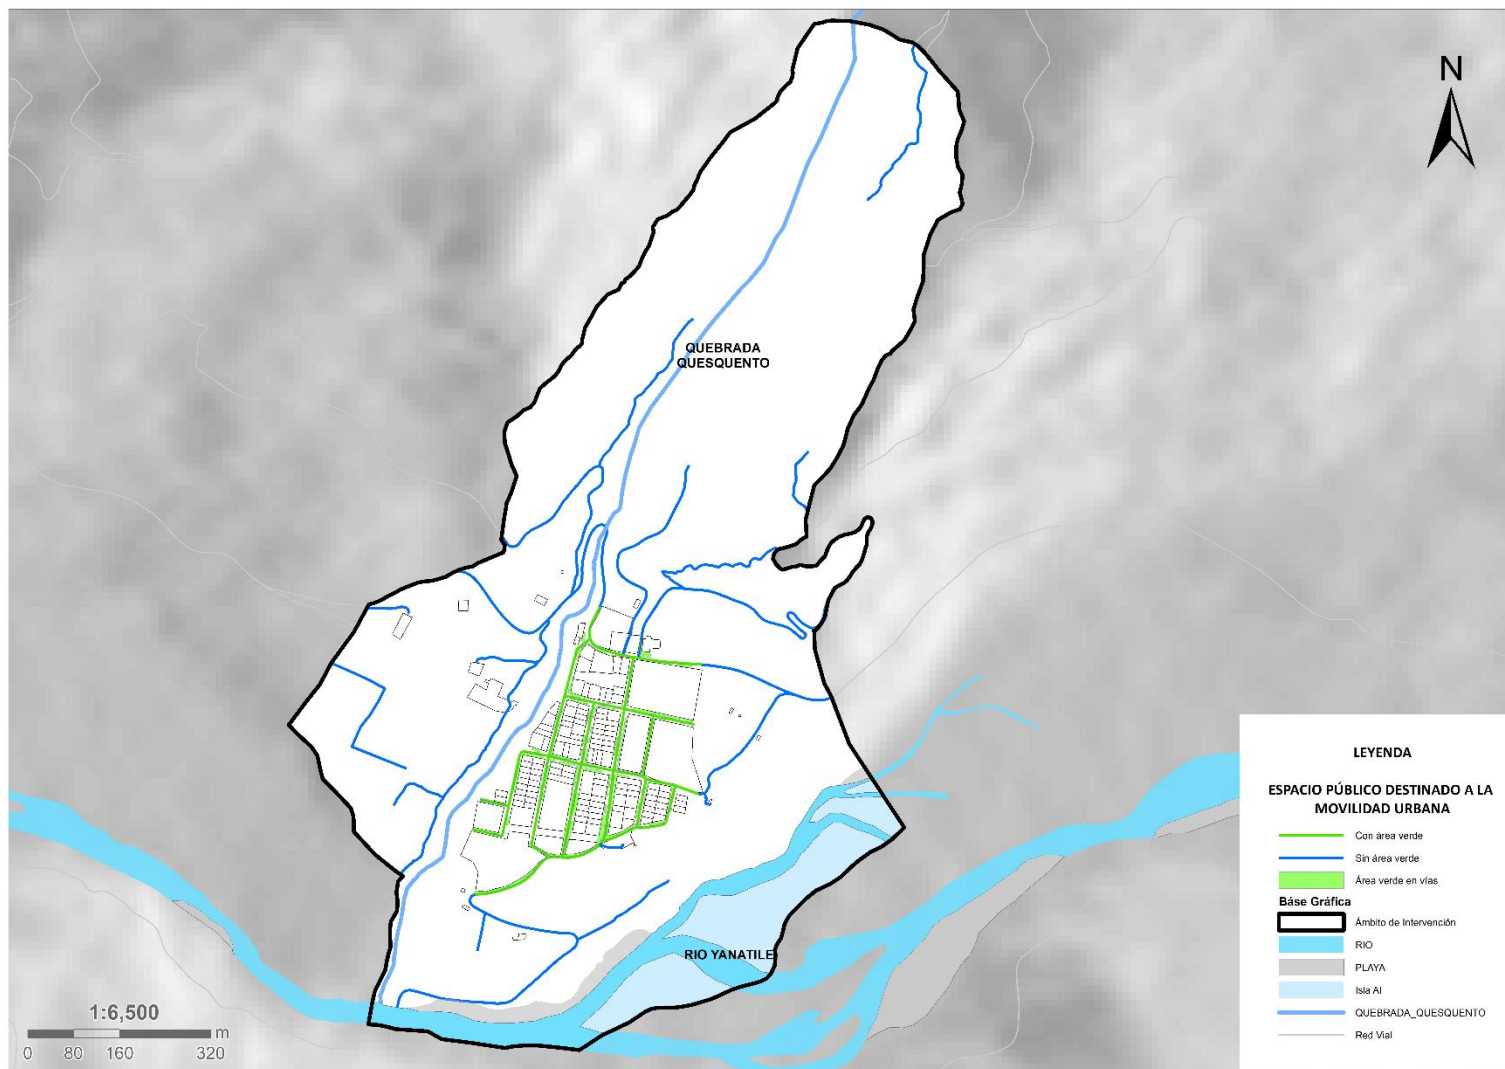 N
QUEBRADA
QUESQUENTO
RIO YANATILE
1:6,500
m
0 80 160 320
LEYENDA
ESPACIO PÚBLICO DESTINADO A LA
MOVILIDAD URBANA
Con área verde
Sin área verde
Área verde en vías
Báse Gráfica
Ámbito de Intervención
RIO
PLAYA
Isla Al
QUEBRADA_QUESQUENTO
Red Vial